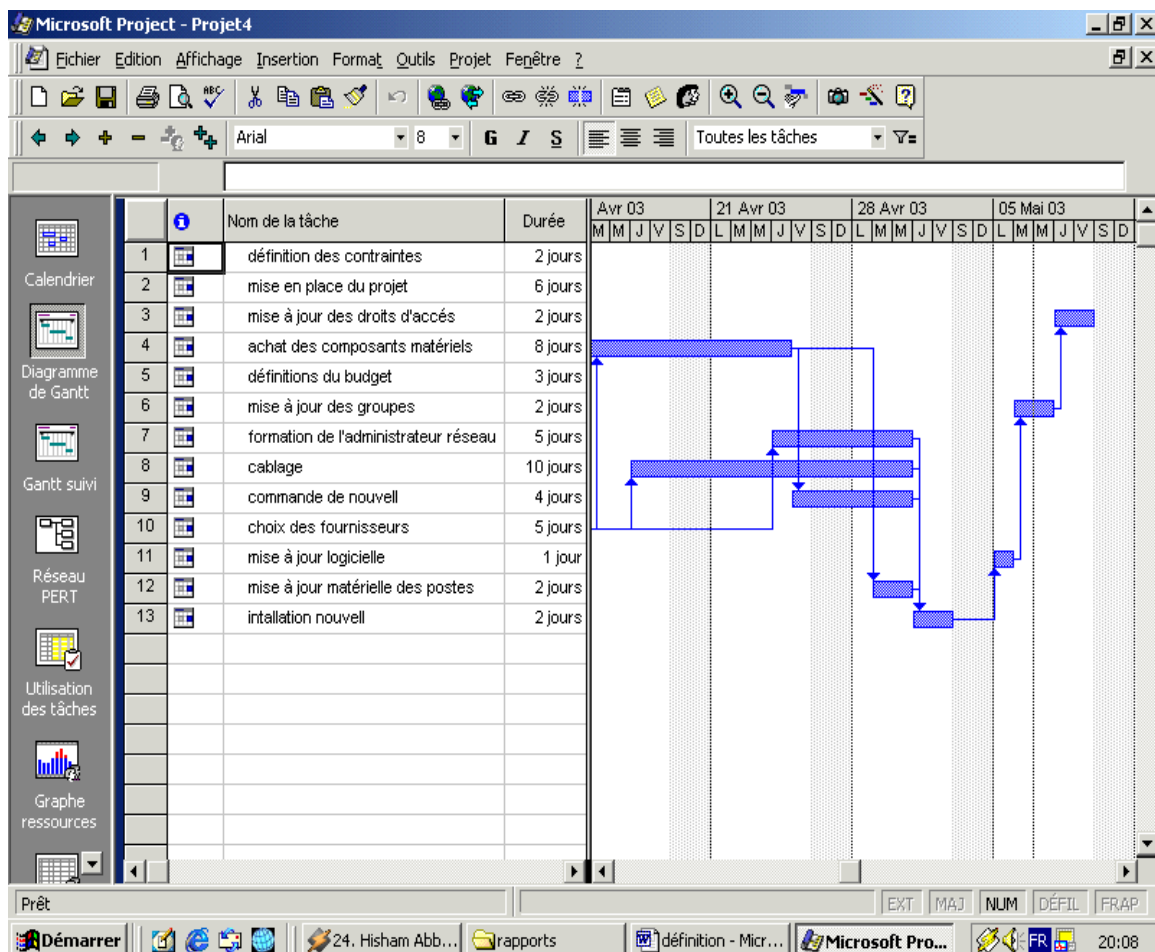 Microsoft Project - Projet4
Fichier Edition Affichage Insertion Format Outils Projet Fenêtre ?
Arial 8 G I S Toutes les tâches
Nom de la tâche Durée
Avr 03 21 Avr 03 28 Avr 03 05 Mai 03
M M J V S D L M M J V S D L M M J V S D L M M J V S D
1 définition des contraintes 2 jours
2 mise en place du projet 6 jours
3 mise à jour des droits d'accés 2 jours
4 achat des composants matériels 8 jours
5 définitions du budget 3 jours
6 mise à jour des groupes 2 jours
7 formation de l'administrateur réseau 5 jours
8 cablage 10 jours
9 commande de nouvell 4 jours
10 choix des fournisseurs 5 jours
11 mise à jour logicielle 1 jour
12 mise à jour matérielle des postes 2 jours
13 intallation nouvell 2 jours
Calendrier
Diagramme
de Gantt
Gantt suivi
Réseau
PERT
Utilisation
des tâches
Graphe
ressources
Prêt EXT MAJ NUM DÉFIL FRAP
Démarrer 24. Hisham Abb... rapports définition - Micr... Microsoft Pro... FR 20:08